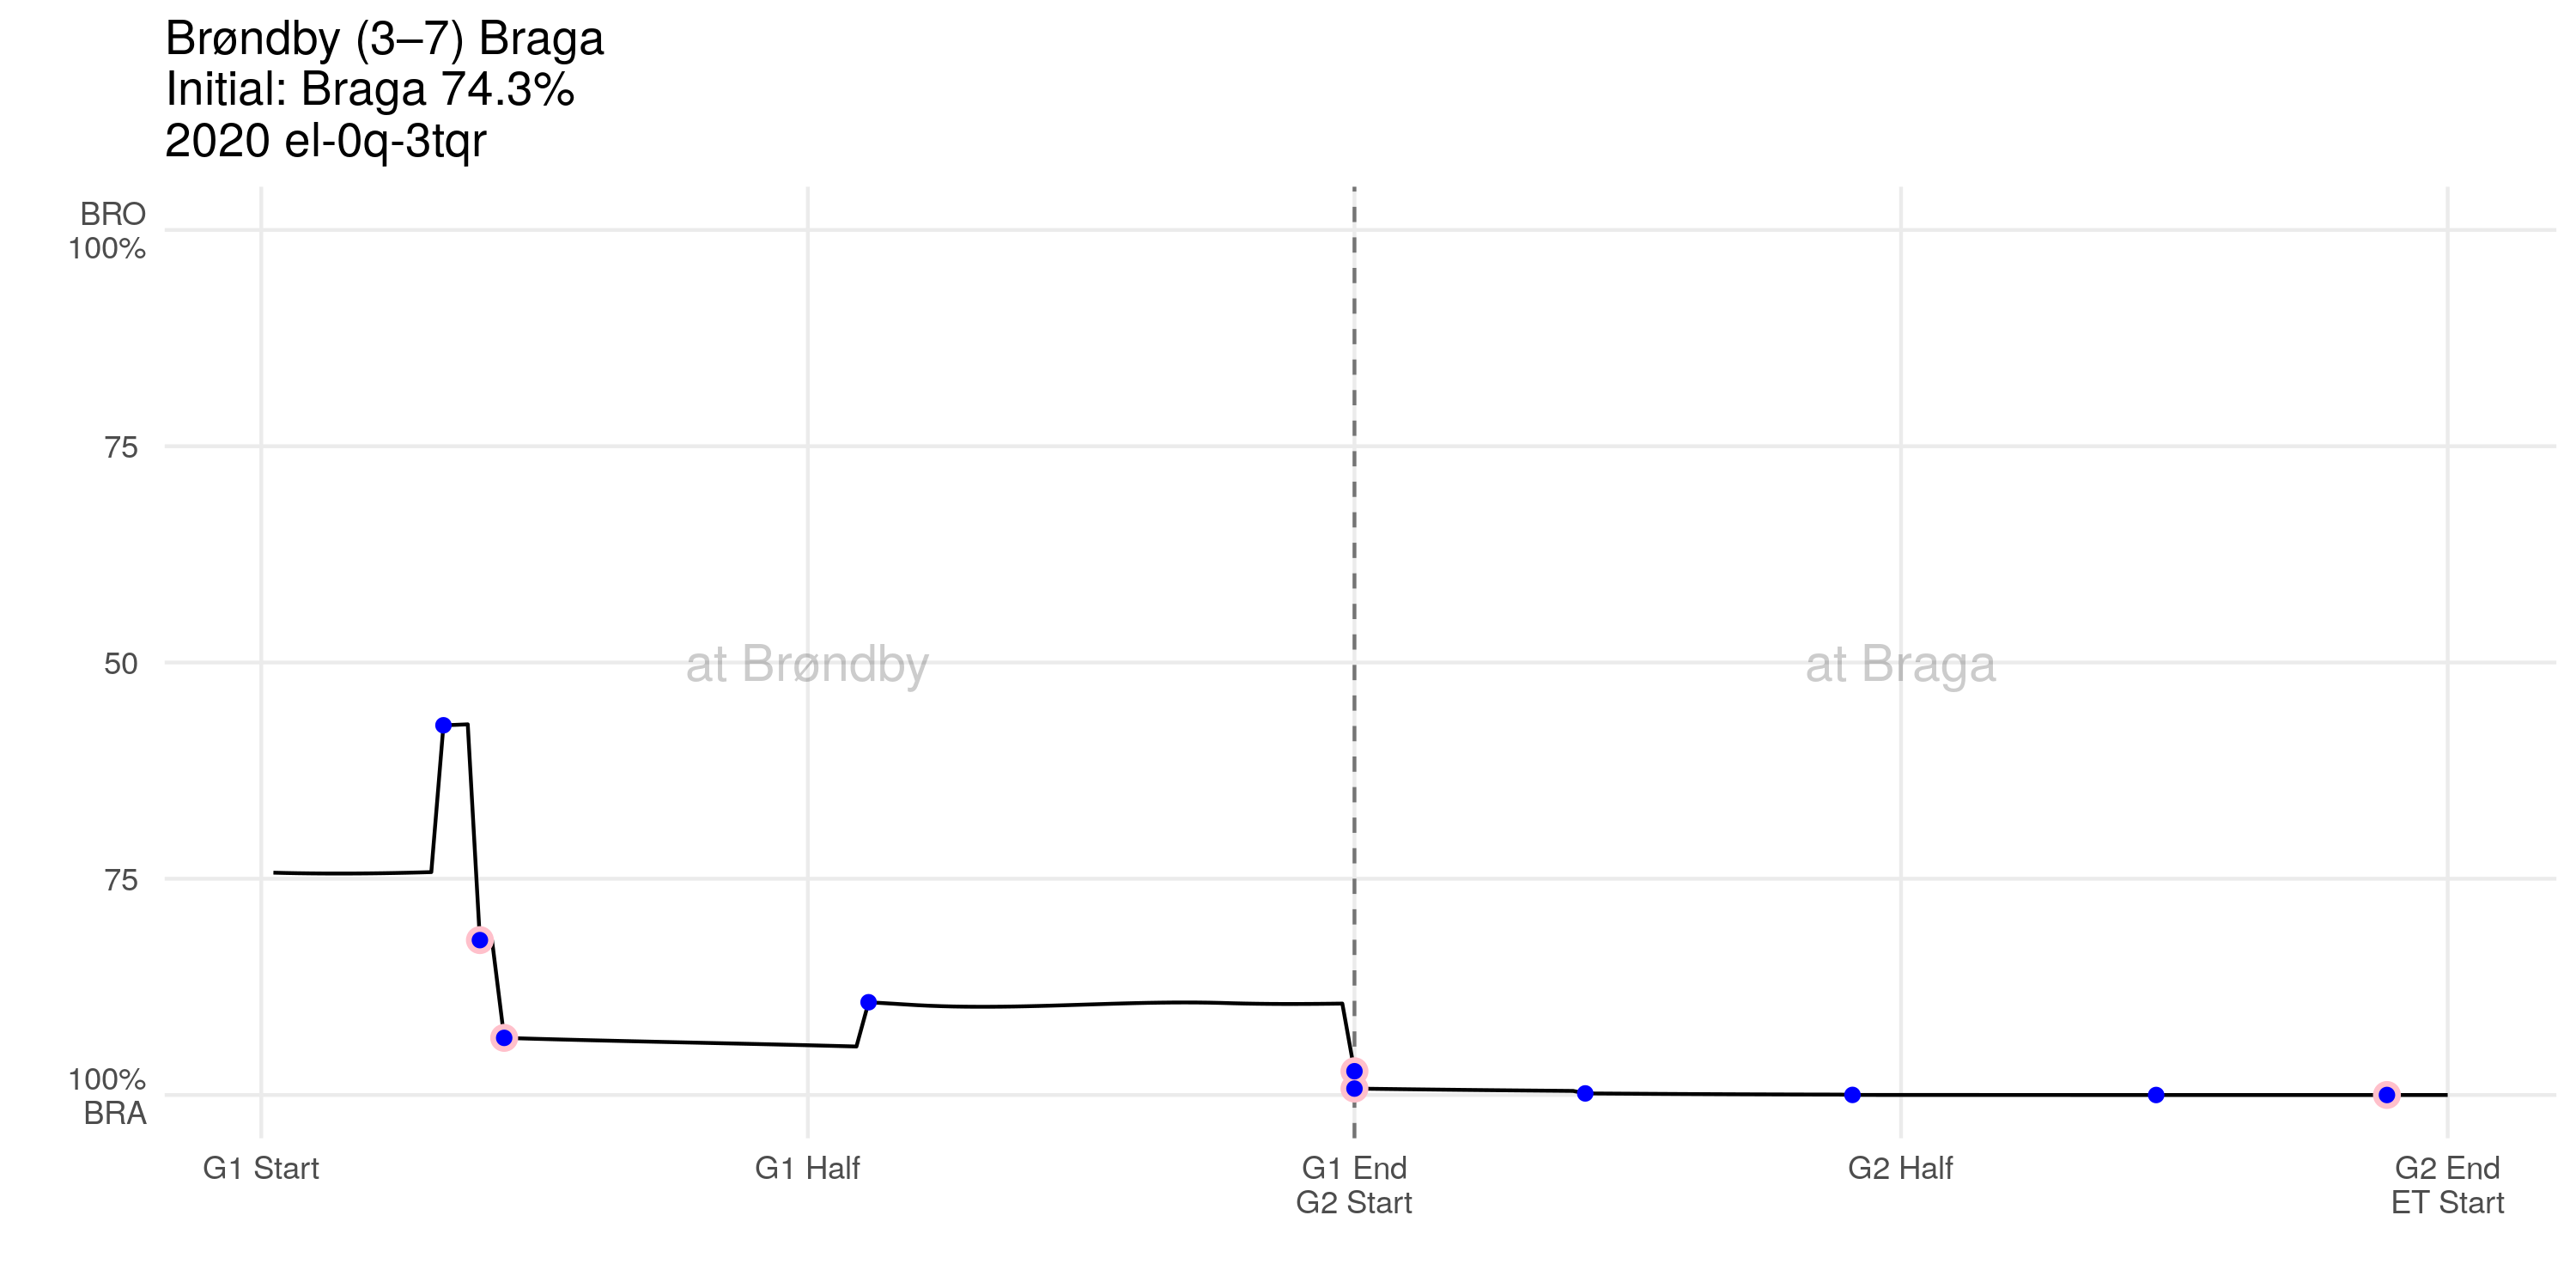 Brøndby (3–7) Braga
Initial: Braga 74.3%
2020 el-0q-3tqr
BRO
100%
75
50
75
100%
BRA
at Brøndby
at Braga
G1 Start
G1 Half
G1 End
G2 Start
G2 Half
G2 End
ET Start